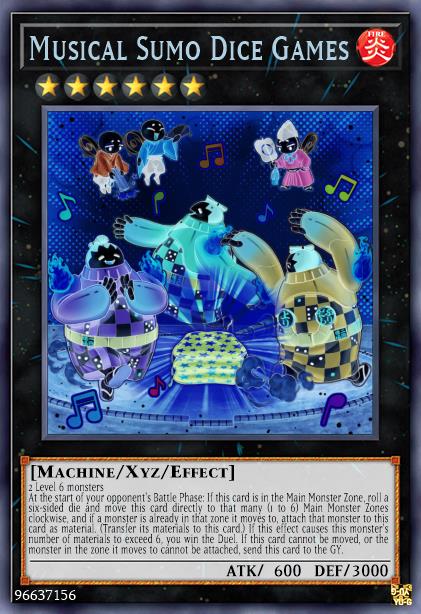 MUSICAL SUMO DICE GAMES
FIRE
炎
[MACHINE/XYZ/EFFECT]
2 Level 6 monsters
At the start of your opponent's Battle Phase: If this card is in the Main Monster Zone, roll a
six-sided die and move this card directly to that many (1 to 6) Main Monster Zones
clockwise, and if a monster is already in that zone it moves to, attach that monster to this
card as material. (Transfer its materials to this card.) If this effect causes this monster's
number of materials to exceed 6, you win the Duel. If this card cannot be moved, or the
monster in the zone it moves to cannot be attached, send this card to the GY.
ATK/ 600 DEF/3000
96637156